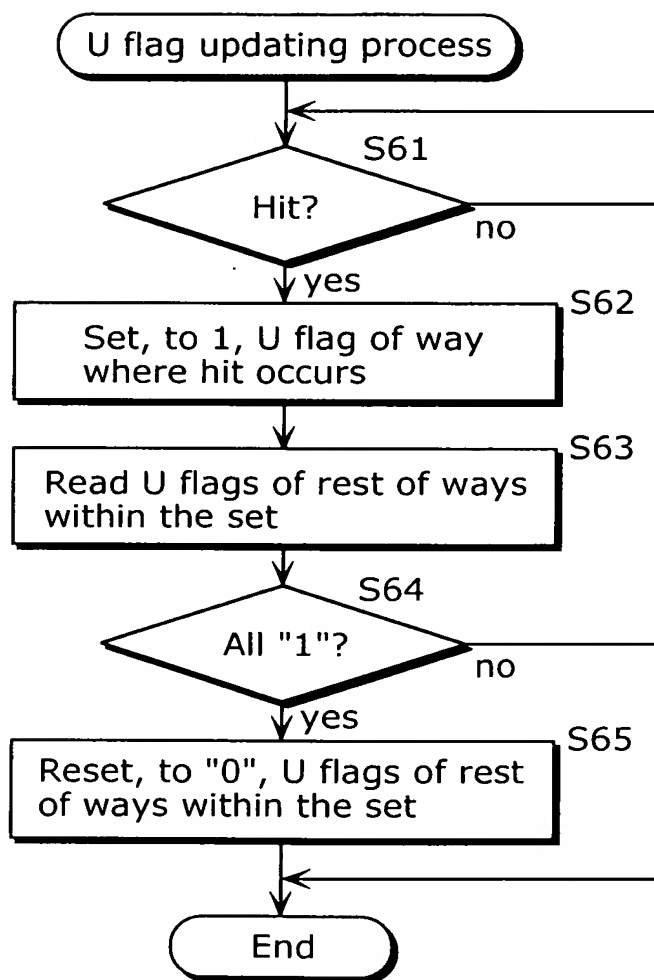 U flag updating process
S61
Hit?
no
yes
S62
Set, to 1, U flag of way
where hit occurs
S63
Read U flags of rest of ways
within the set
S64
All "1"?
no
yes
S65
Reset, to "0", U flags of rest
of ways within the set
End